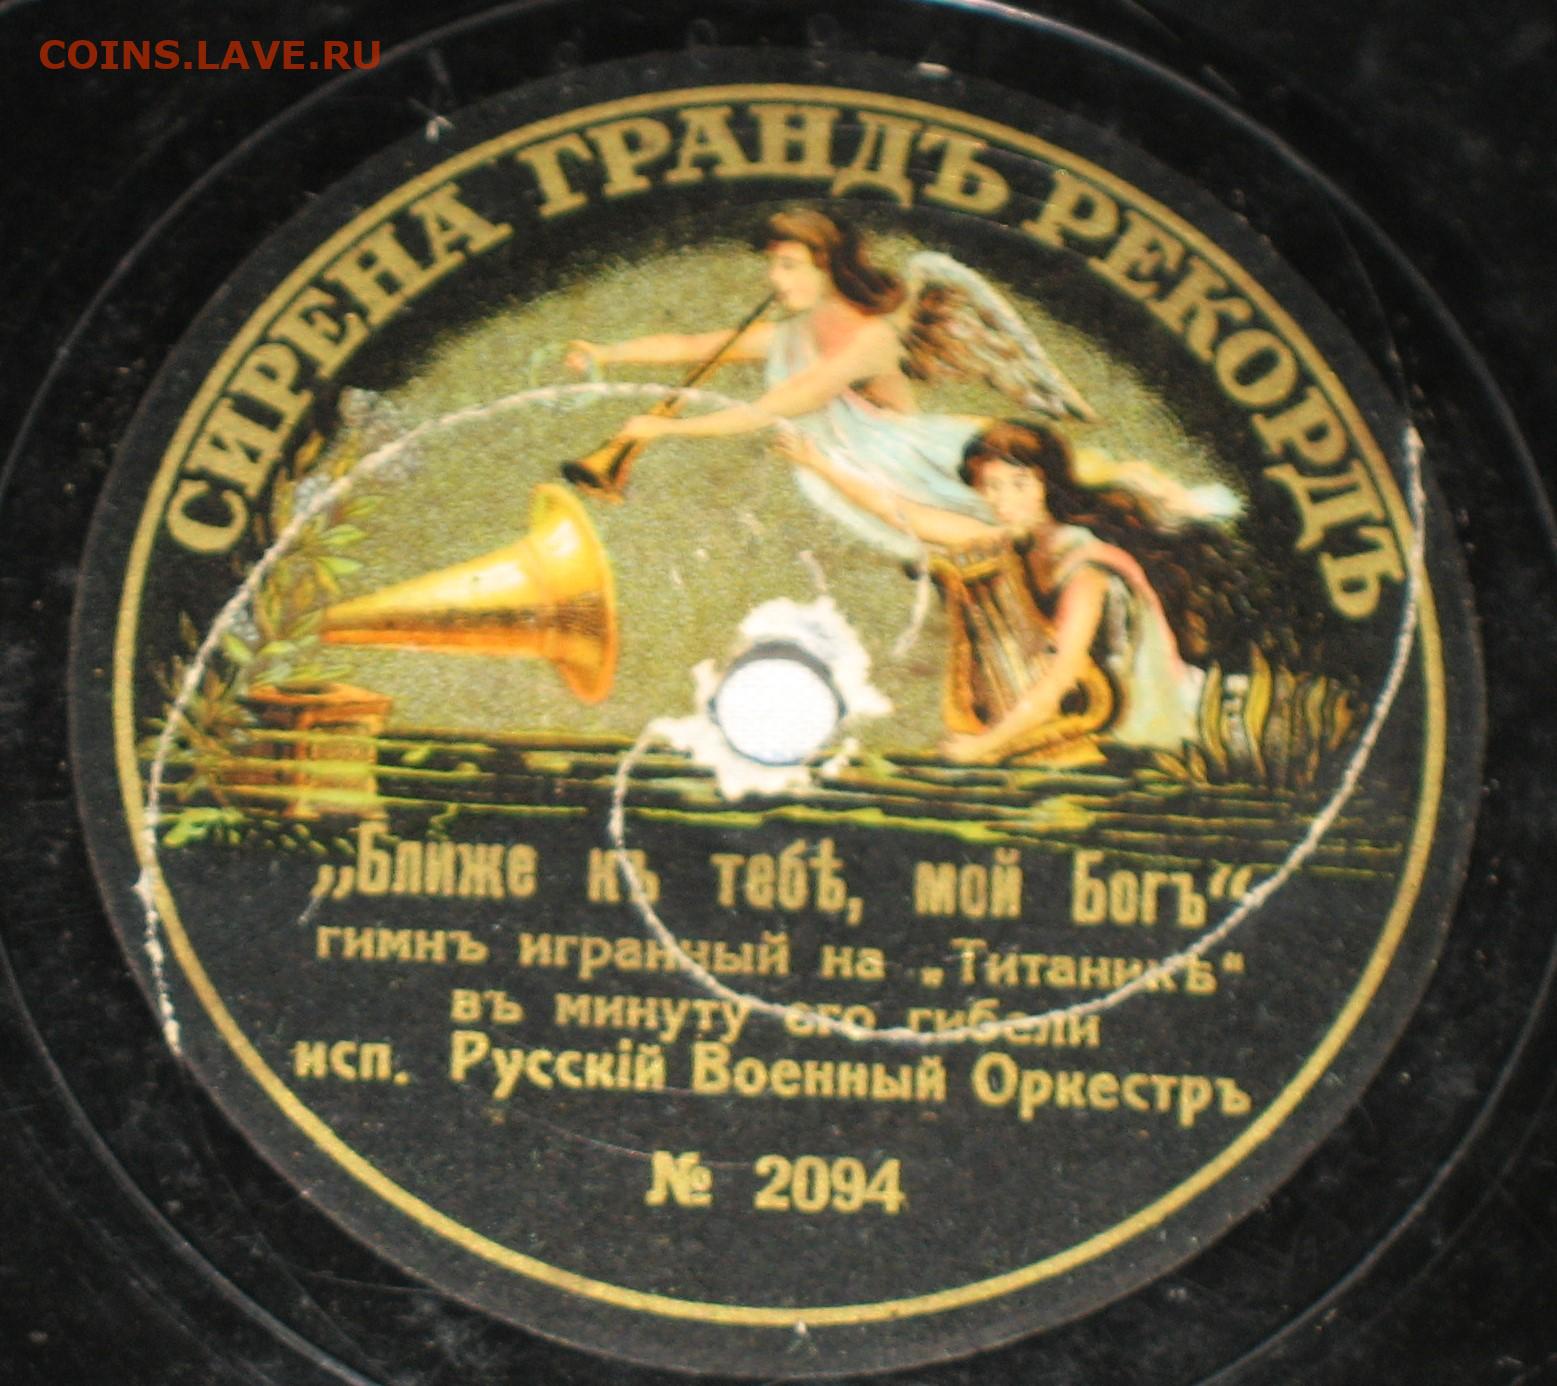 COINS.LAVE.RU
СИРЕНА ГРАНДЪ РЕКОРДЪ
„Ближе къ тебѣ, мой Богъ“
гимнъ игранный на „Титаникѣ“
въ минуту его гибели
исп. Русскій Военный Оркестръ
№ 2094